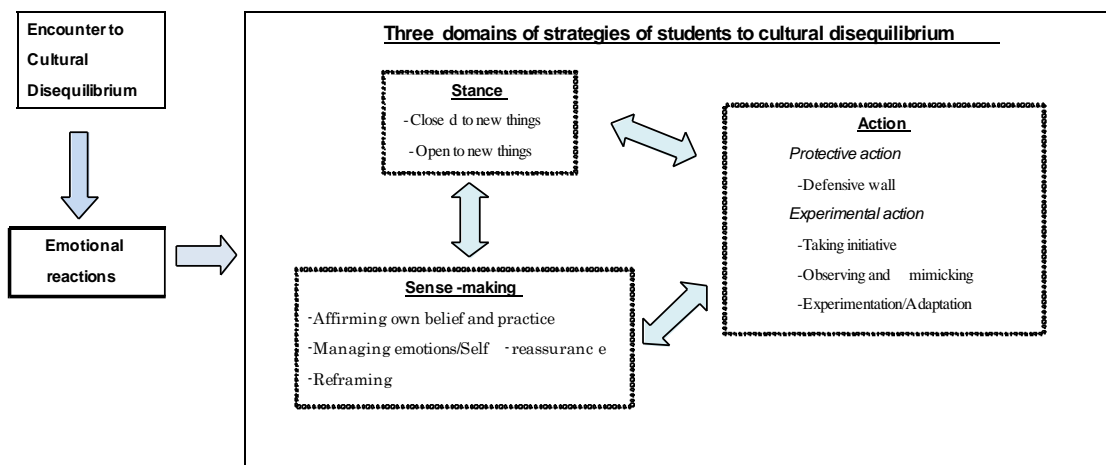 Encounter to
Cultural
Disequilibrium
Emotional
reactions
Three domains of strategies of students to cultural disequilibrium
Stance
-Close d to new things
-Open to new things
Sense -making
-Affirming own belief and practice
-Managing emotions/Self -reassuranc e
-Reframing
Action
Protective action
-Defensive wall
Experimental action
-Taking initiative
-Observing and mimicking
-Experimentation/Adaptation